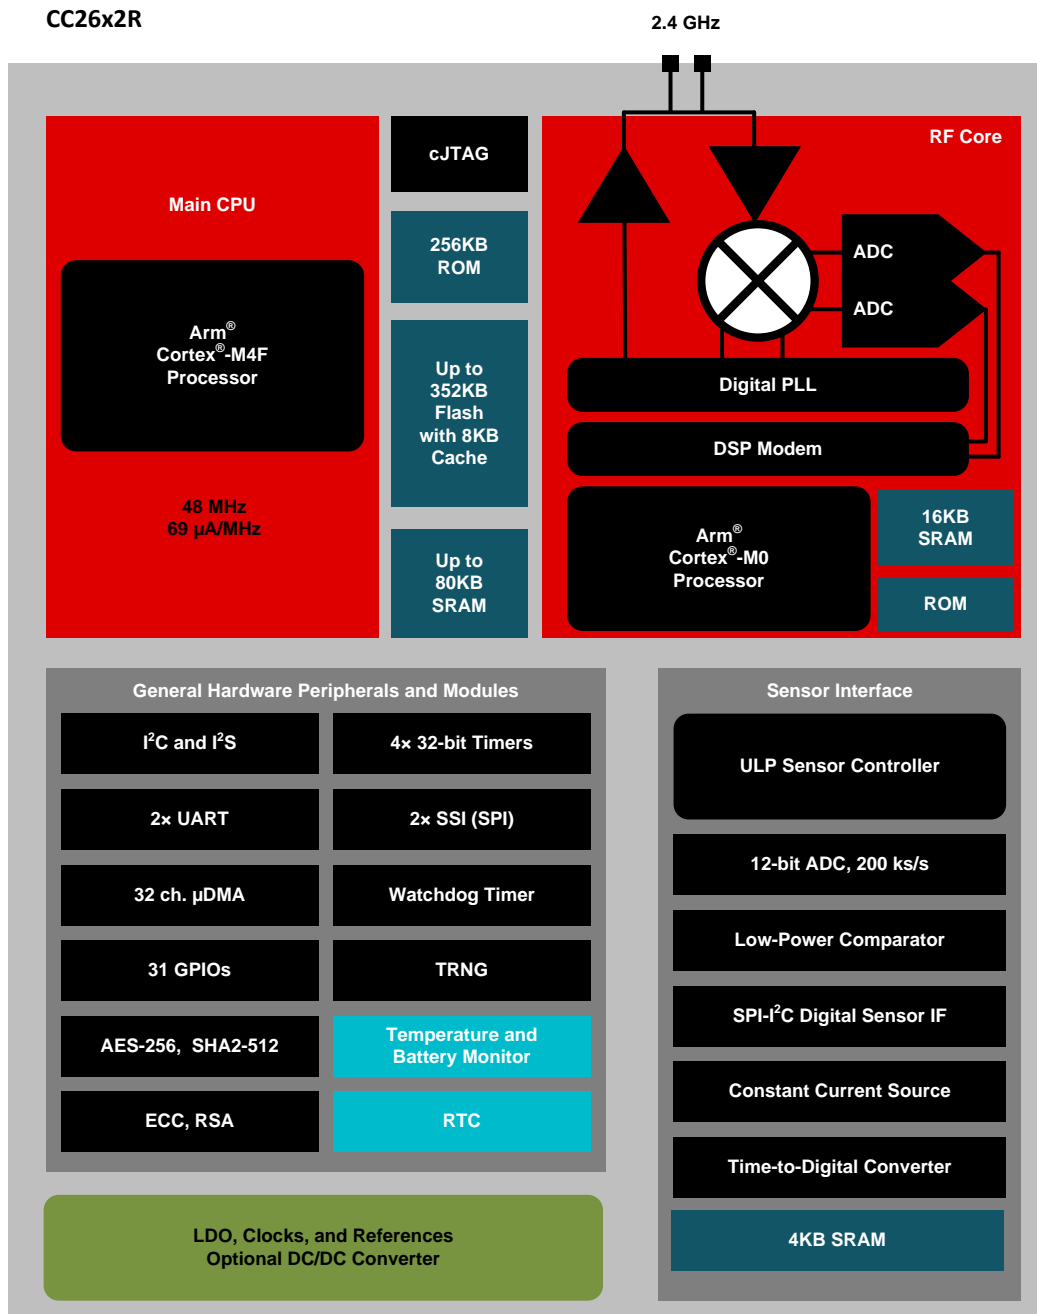 CC26x2R
2.4 GHz
Main CPU
Arm®
Cortex®-M4F
Processor
48 MHz
69 µA/MHz
cJTAG
256KB
ROM
Up to
352KB
Flash
with 8KB
Cache
Up to
80KB
SRAM
RF Core
ADC
ADC
Digital PLL
DSP Modem
Arm®
Cortex®-M0
Processor
16KB
SRAM
ROM
General Hardware Peripherals and Modules
I²C and I²S
4× 32-bit Timers
2× UART
2× SSI (SPI)
32 ch. µDMA
Watchdog Timer
31 GPIOs
TRNG
AES-256, SHA2-512
Temperature and
Battery Monitor
ECC, RSA
RTC
LDO, Clocks, and References
Optional DC/DC Converter
Sensor Interface
ULP Sensor Controller
12-bit ADC, 200 ks/s
Low-Power Comparator
SPI-I²C Digital Sensor IF
Constant Current Source
Time-to-Digital Converter
4KB SRAM